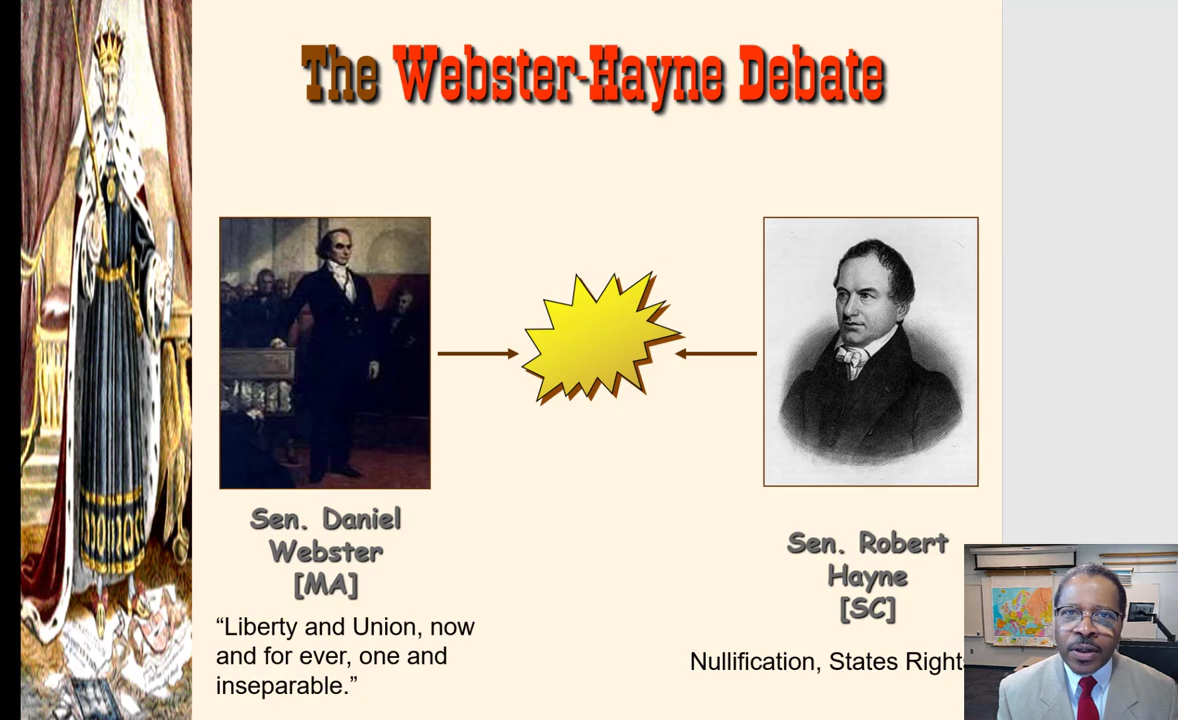 The Webster-Hayne Debate
Sen. Daniel
Webster
[MA]
“Liberty and Union, now
and for ever, one and
inseparable.”
Sen. Robert
Hayne
[SC]
Nullification, States Right